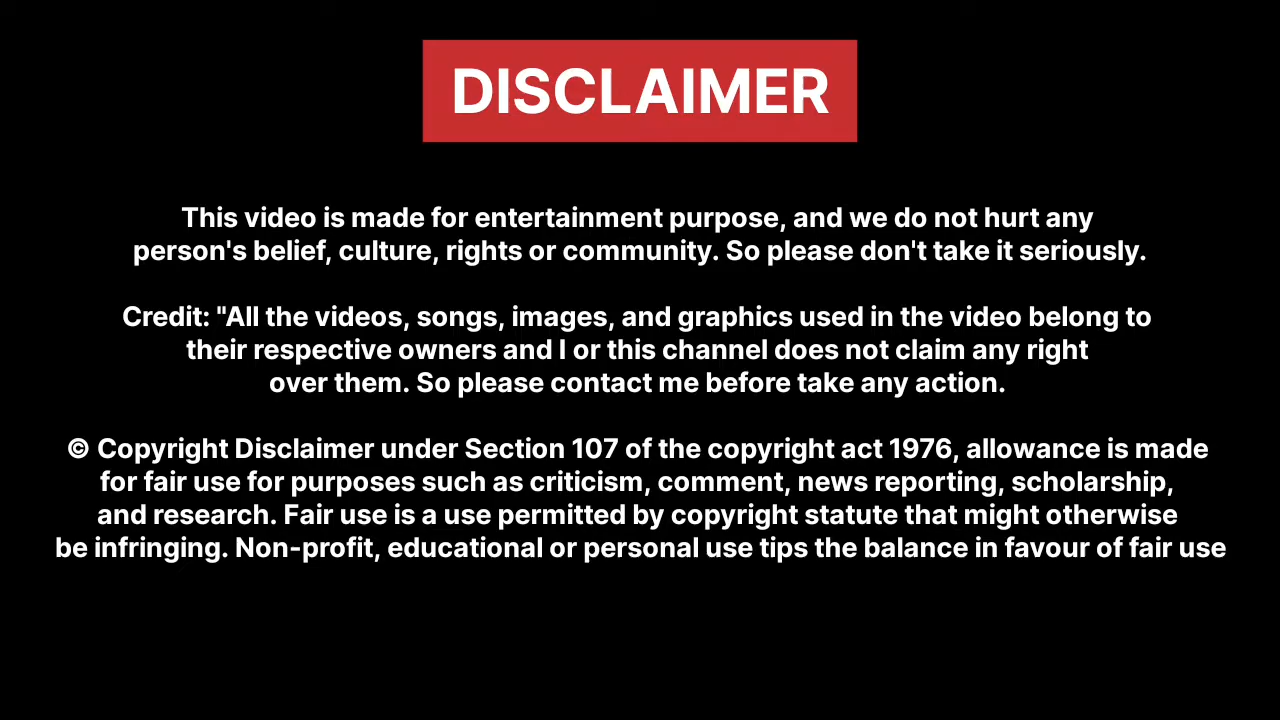 DISCLAIMER
This video is made for entertainment purpose, and we do not hurt any
person's belief, culture, rights or community. So please don't take it seriously.
Credit: "All the videos, songs, images, and graphics used in the video belong to
their respective owners and I or this channel does not claim any right
over them. So please contact me before take any action.
© Copyright Disclaimer under Section 107 of the copyright act 1976, allowance is made
for fair use for purposes such as criticism, comment, news reporting, scholarship,
and research. Fair use is a use permitted by copyright statute that might otherwise
be infringing. Non-profit, educational or personal use tips the balance in favour of fair use